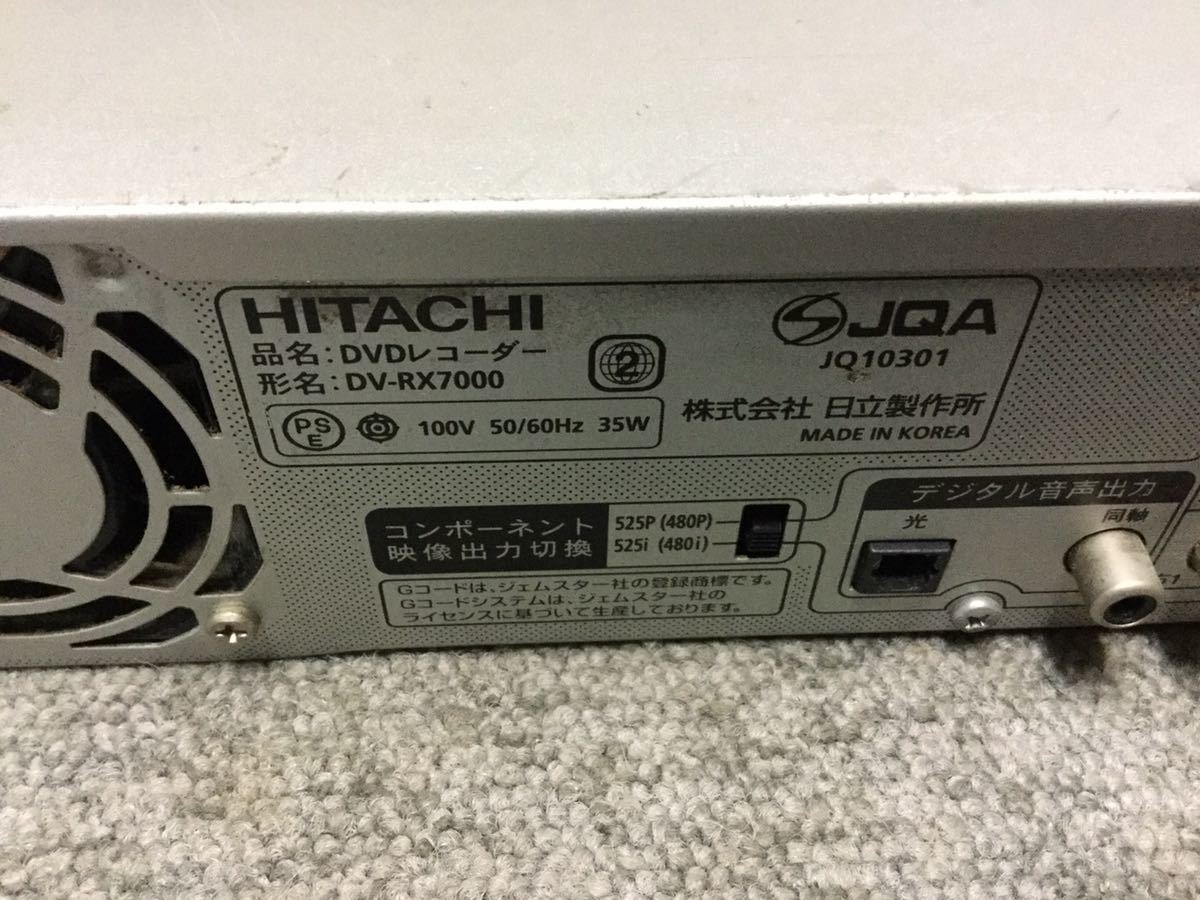 HITACHI
品名:DVDレコーダー
形名:DV-RX7000
2
PS
E
100V 50/60Hz 35W
JQA
JQ10301
株式会社 日立製作所
MADE IN KOREA
コンポーネント
映像出力切換
525P (480P)
525i (480i)
Gコードは、ジェムスター社の登録商標です。
Gコードシステムは、ジェムスター社の
ライセンスに基づいて生産しております。
デジタル音声出力
光
同軸